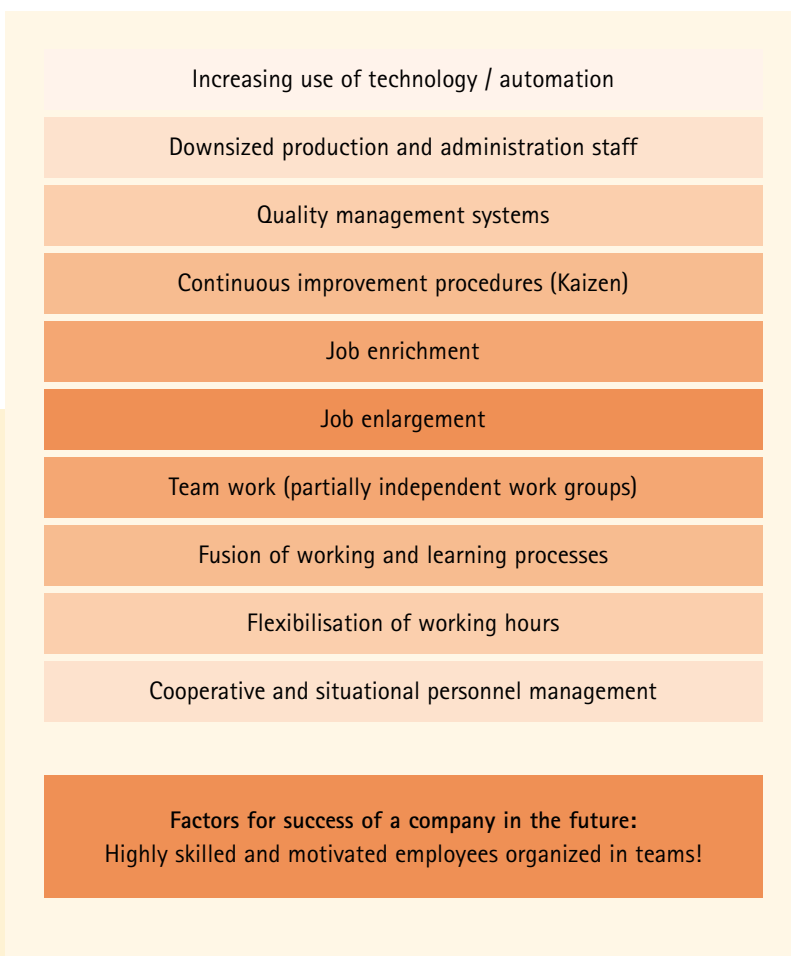 Increasing use of technology / automation
Downsized production and administration staff
Quality management systems
Continuous improvement procedures (Kaizen)
Job enrichment
Job enlargement
Team work (partially independent work groups)
Fusion of working and learning processes
Flexibilisation of working hours
Cooperative and situational personnel management
Factors for success of a company in the future:
Highly skilled and motivated employees organized in teams!